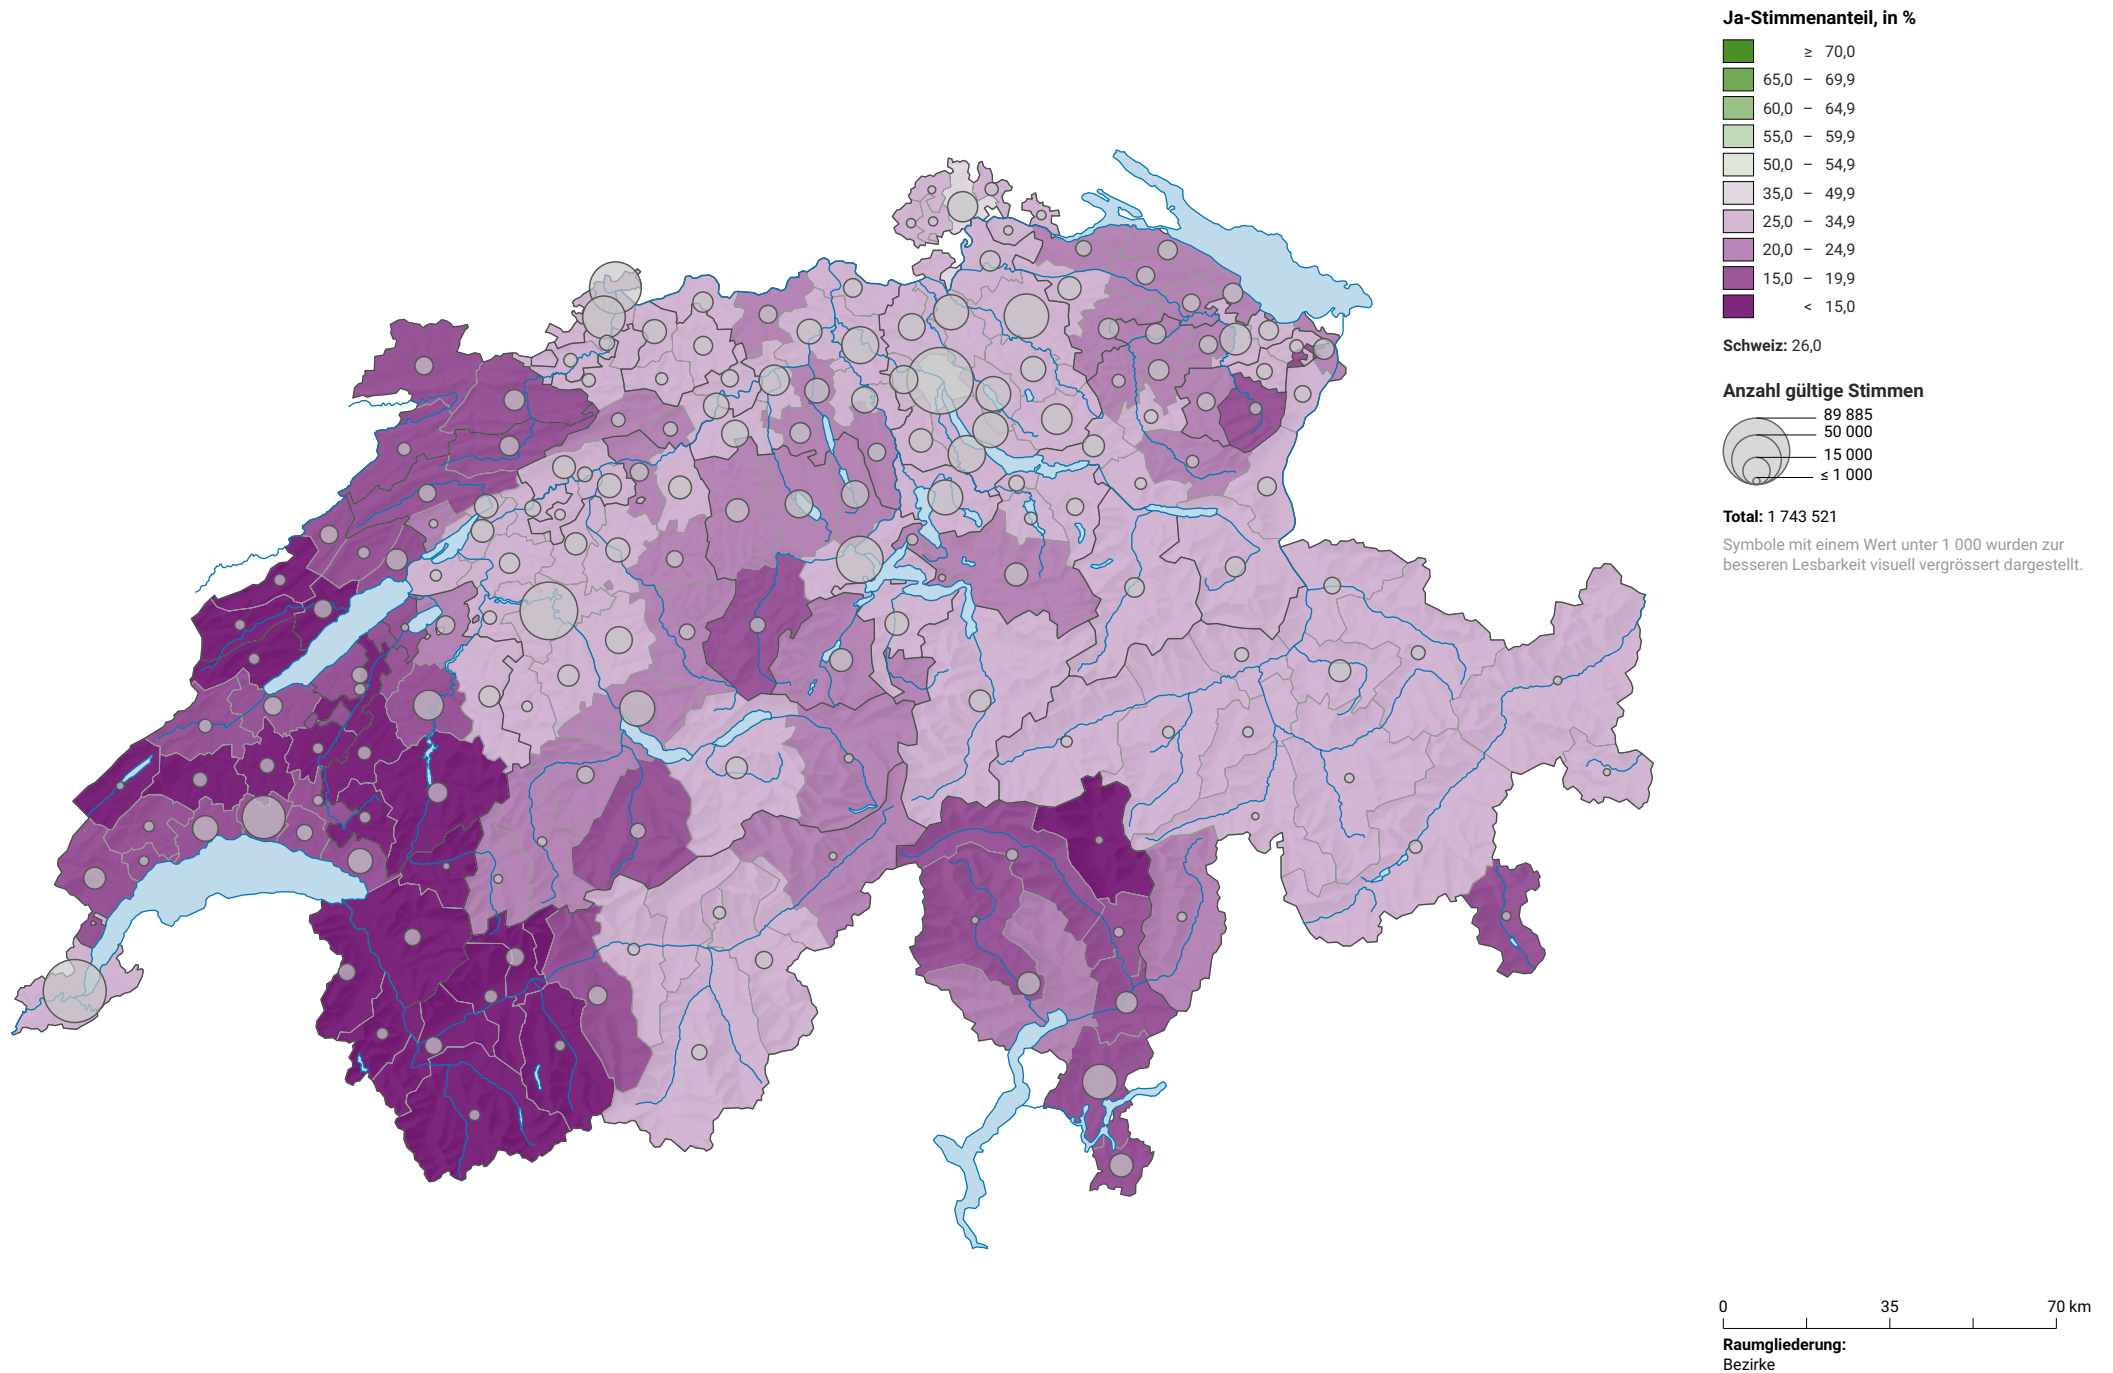 Ja-Stimmenanteil, in %
≥ 70,0
65,0 – 69,9
60,0 – 64,9
55,0 – 59,9
50,0 – 54,9
35,0 – 49,9
25,0 – 34,9
20,0 – 24,9
15,0 – 19,9
< 15,0
Schweiz: 26,0
Anzahl gültige Stimmen
89 885
50 000
15 000
≤ 1 000
Total: 1 743 521
Symbole mit einem Wert unter 1 000 wurden zur
besseren Lesbarkeit visuell vergrössert dargestellt.
0 35 70 km
Raumgliederung:
Bezirke